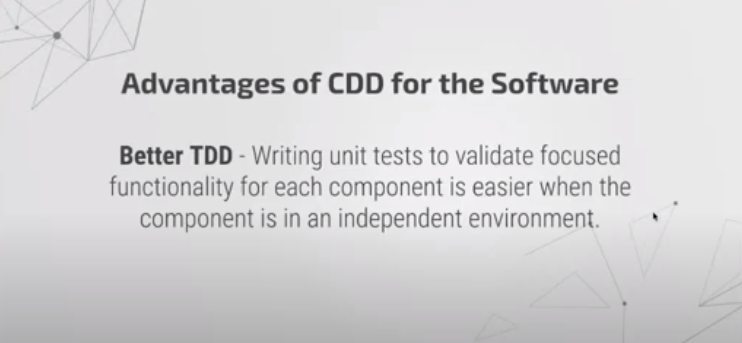 Advantages of CDD for the Software
Better TDD - Writing unit tests to validate focused
functionality for each component is easier when the
component is in an independent environment.